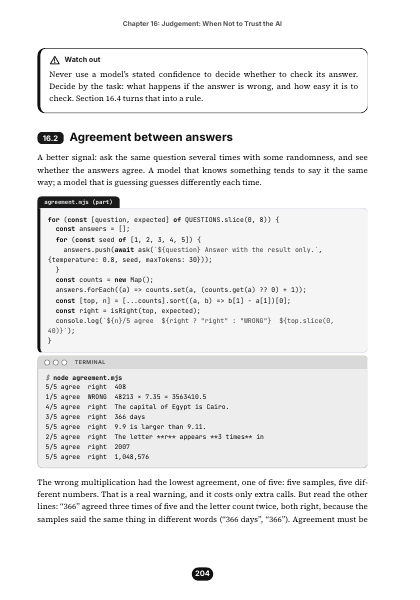 Chapter 16: Judgement: When Not to Trust the AI
Watch out
Never use a model's stated confidence to decide whether to check its answer.
Decide by the task: what happens if the answer is wrong, and how easy it is to
check. Section 16.4 turns that into a rule.
16.2 Agreement between answers
A better signal: ask the same question several times with some randomness, and see
whether the answers agree. A model that knows something tends to say it the same
way; a model that is guessing guesses differently each time.
agreement.mjs (part)
for (const [question, expected] of QUESTIONS.slice(0, 8)) {
  const answers = [];
  for (const seed of [1, 2, 3, 4, 5]) {
    answers.push(await ask(`${question} Answer with the result only.`,
{temperature: 0.8, seed, maxTokens: 30}));
  }
  const counts = new Map();
  answers.forEach((a) => counts.set(a, (counts.get(a) ?? 0) + 1));
  const [top, n] = [...counts].sort((a, b) => b[1] - a[1])[0];
  const right = isRight(top, expected);
  console.log(`${n}/5 agree  ${right ? "right" : "WRONG"}  ${top.slice(0,
40)}`);
}
TERMINAL
$ node agreement.mjs
5/5 agree  right  408
1/5 agree  WRONG  48213 × 7.35 = 3563410.5
4/5 agree  right  The capital of Egypt is Cairo.
3/5 agree  right  366 days
5/5 agree  right  9.9 is larger than 9.11.
2/5 agree  right  The letter **r** appears **3 times** in
5/5 agree  right  2007
5/5 agree  right  1,048,576
The wrong multiplication had the lowest agreement, one of five: five samples, five dif-
ferent numbers. That is a real warning, and it costs only extra calls. But read the other
lines: "366" agreed three times of five and the letter count twice, both right, because the
samples said the same thing in different words ("366 days", "366"). Agreement must be
204